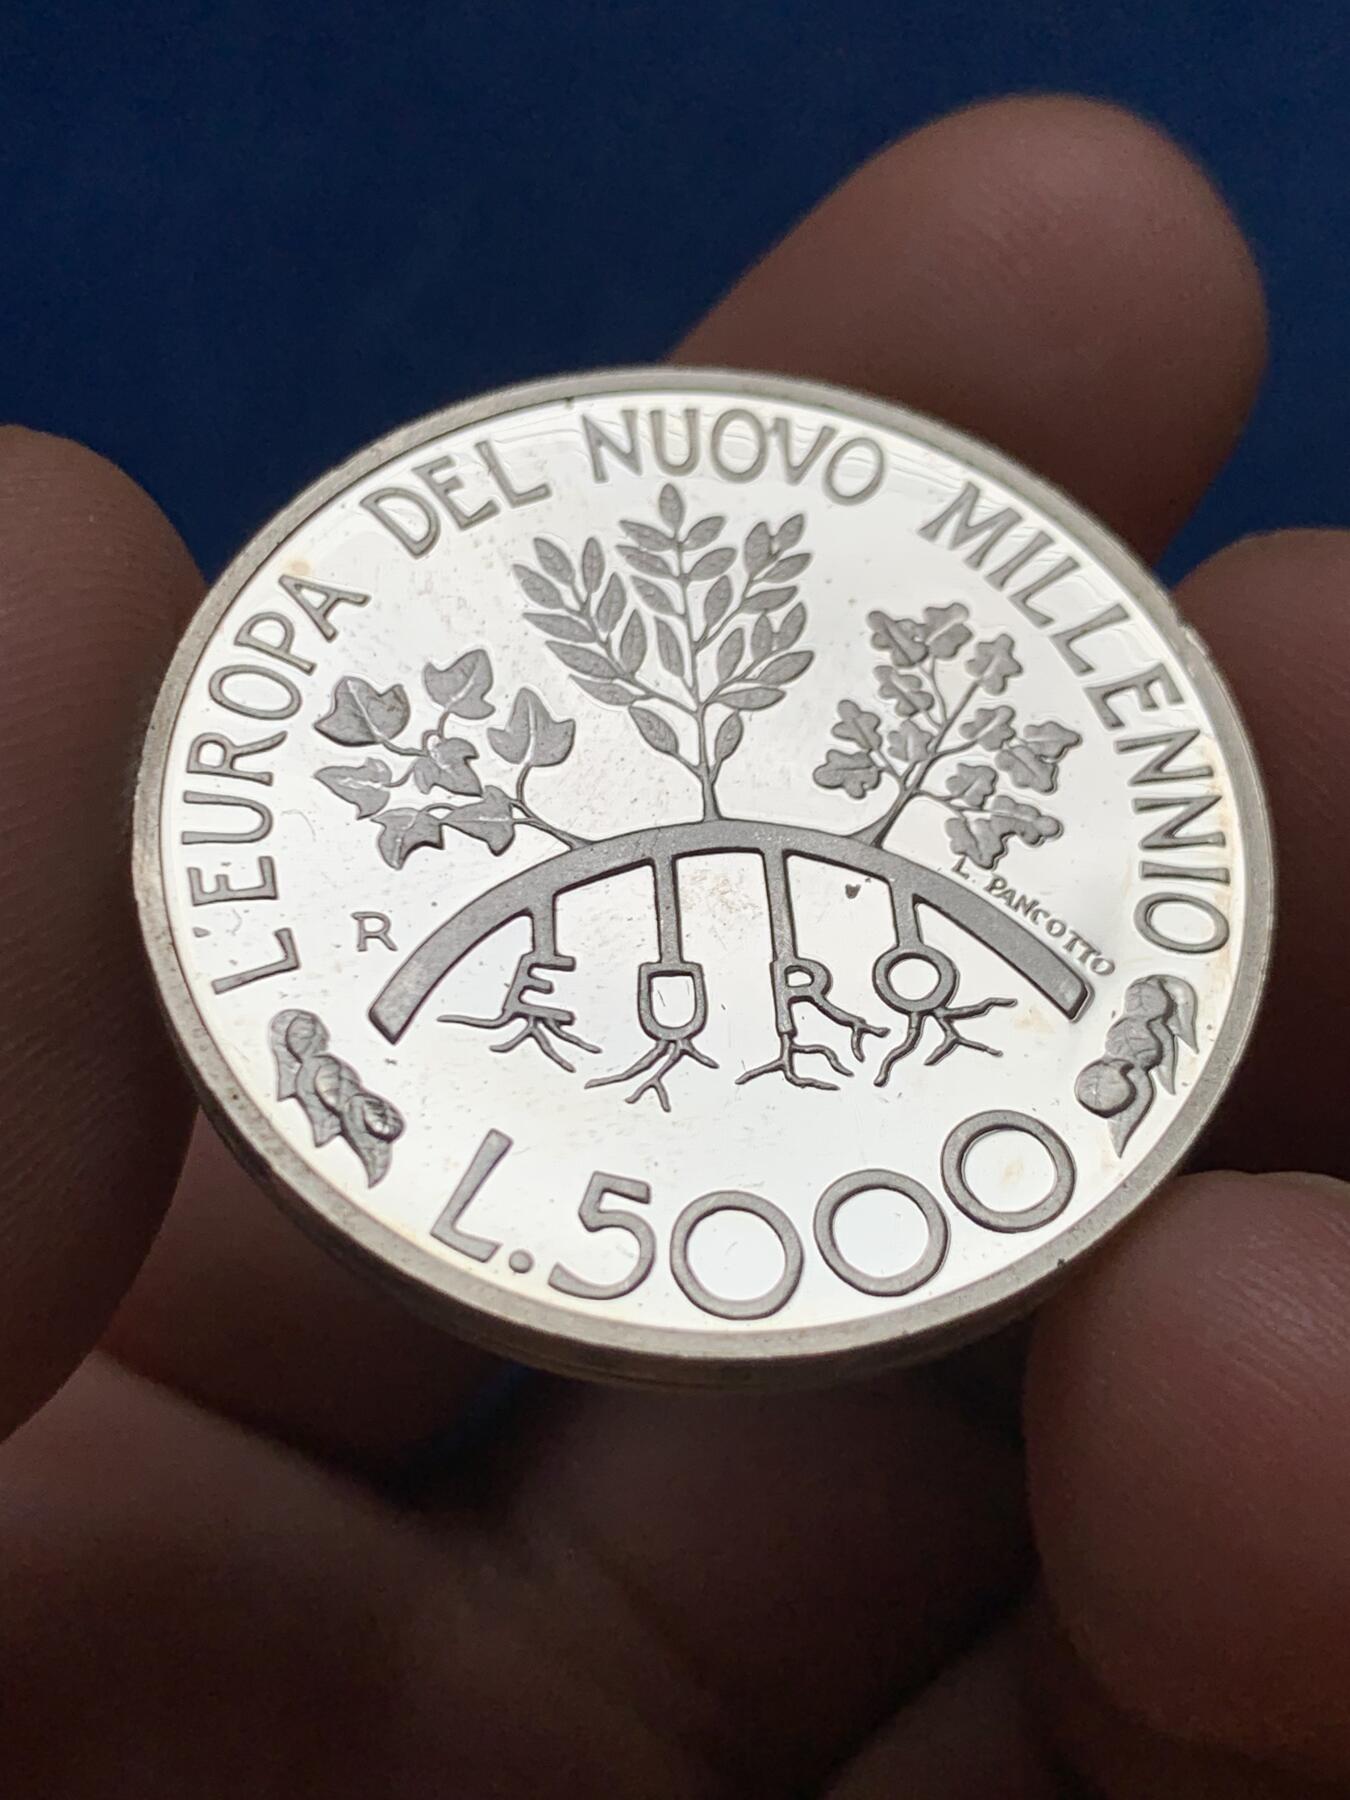 L'EUROPA DEL NUOVO MILLENNIO
L. PANCOTTO
R
EURO
L.5000